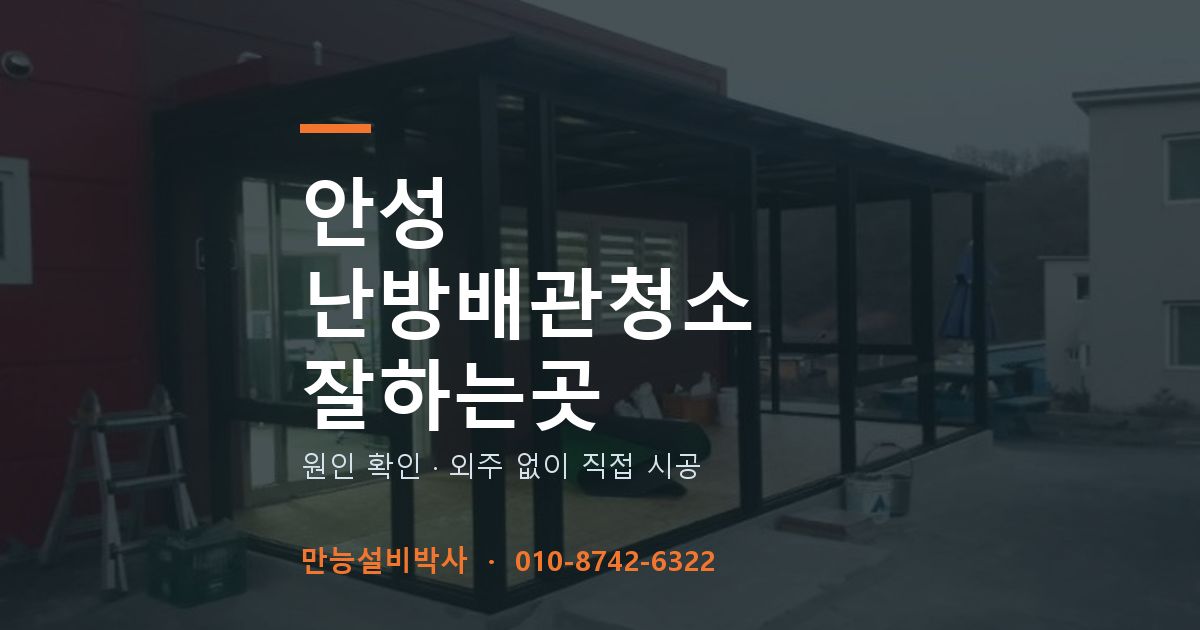 안성
난방배관청소
잘하는곳
원인 확인 · 외주 없이 직접 시공
만능설비박사 · 010-8742-6322